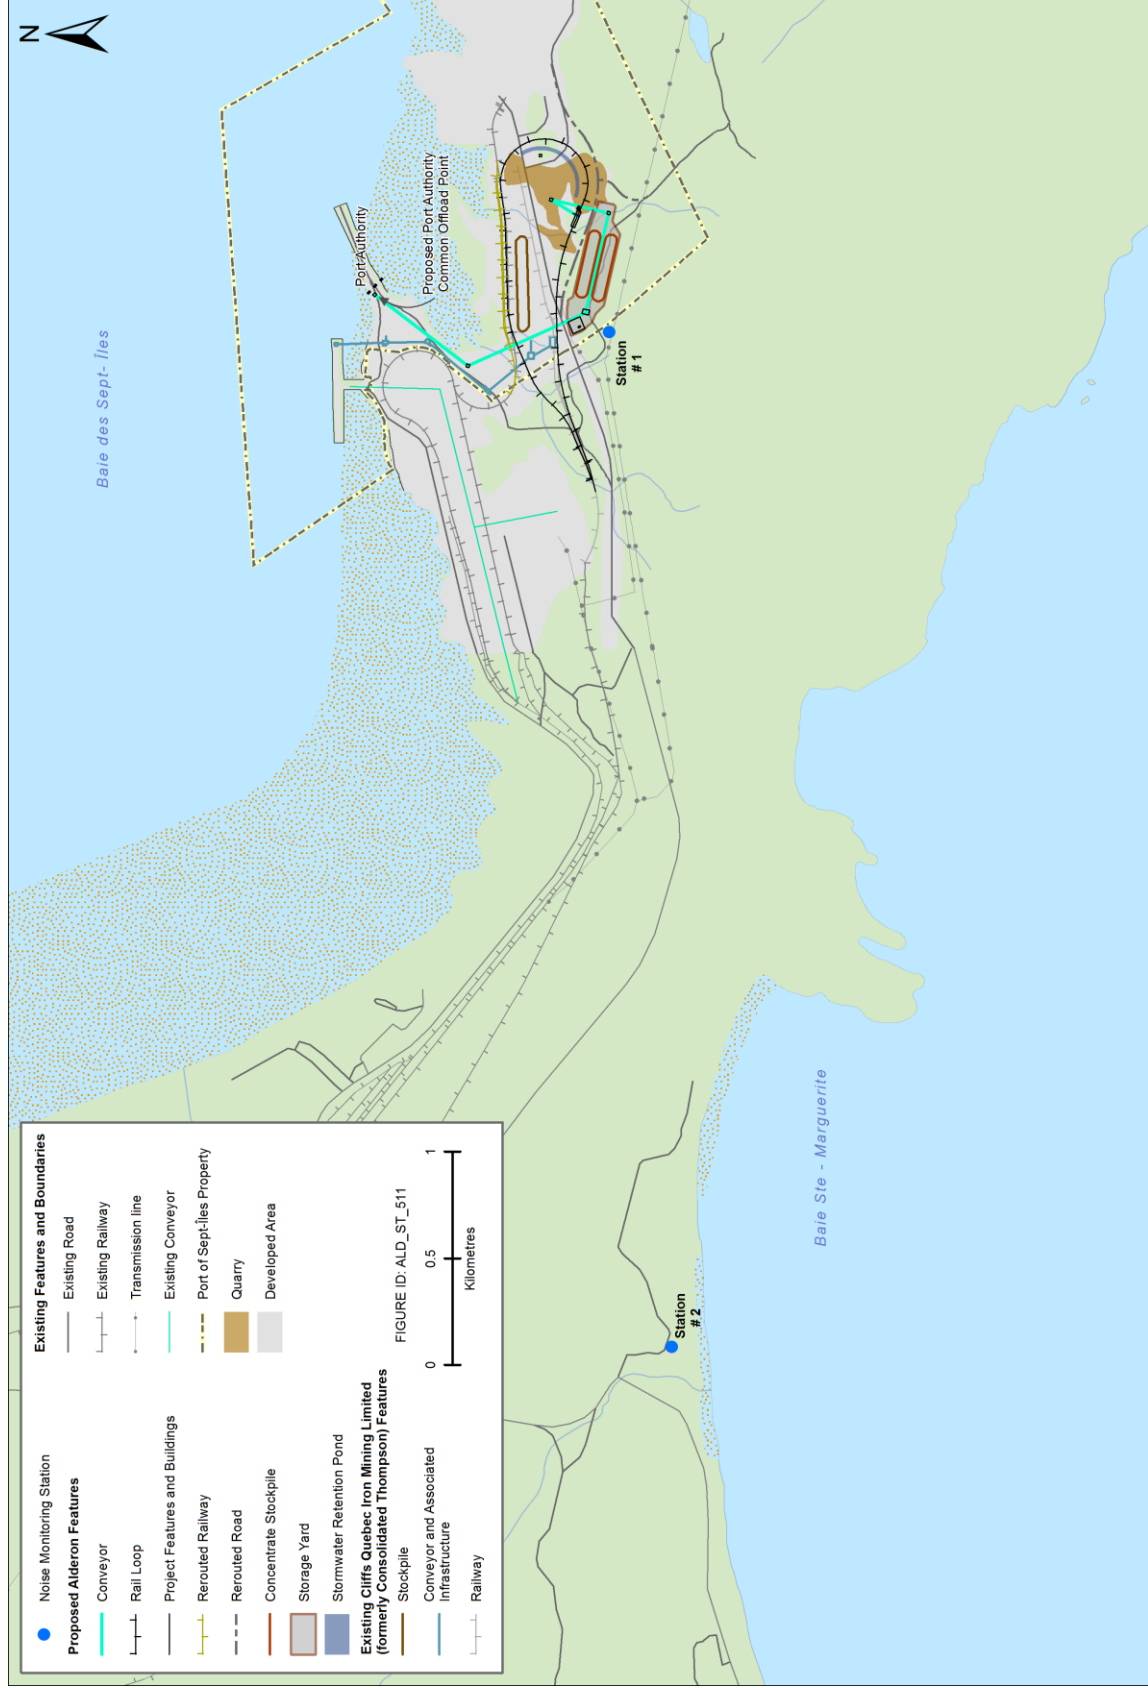 N
Baie des Sept- Îles
Port Authority
Proposed Port Authority
Common Offload Point
Station
# 1
Baie Ste - Marguerite
Station
# 2
Noise Monitoring Station
Proposed Alderon Features
Conveyor
Rail Loop
Project Features and Buildings
Rerouted Railway
Rerouted Road
Concentrate Stockpile
Storage Yard
Stormwater Retention Pond
Existing Cliffs Quebec Iron Mining Limited
(formerly Consolidated Thompson) Features
Stockpile
Conveyor and Associated
Infrastructure
Railway
Existing Features and Boundaries
Existing Road
Existing Railway
Transmission line
Existing Conveyor
Port of Sept-Îles Property
Quarry
Developed Area
FIGURE ID: ALD_ST_511
0 0.5 1
Kilometres